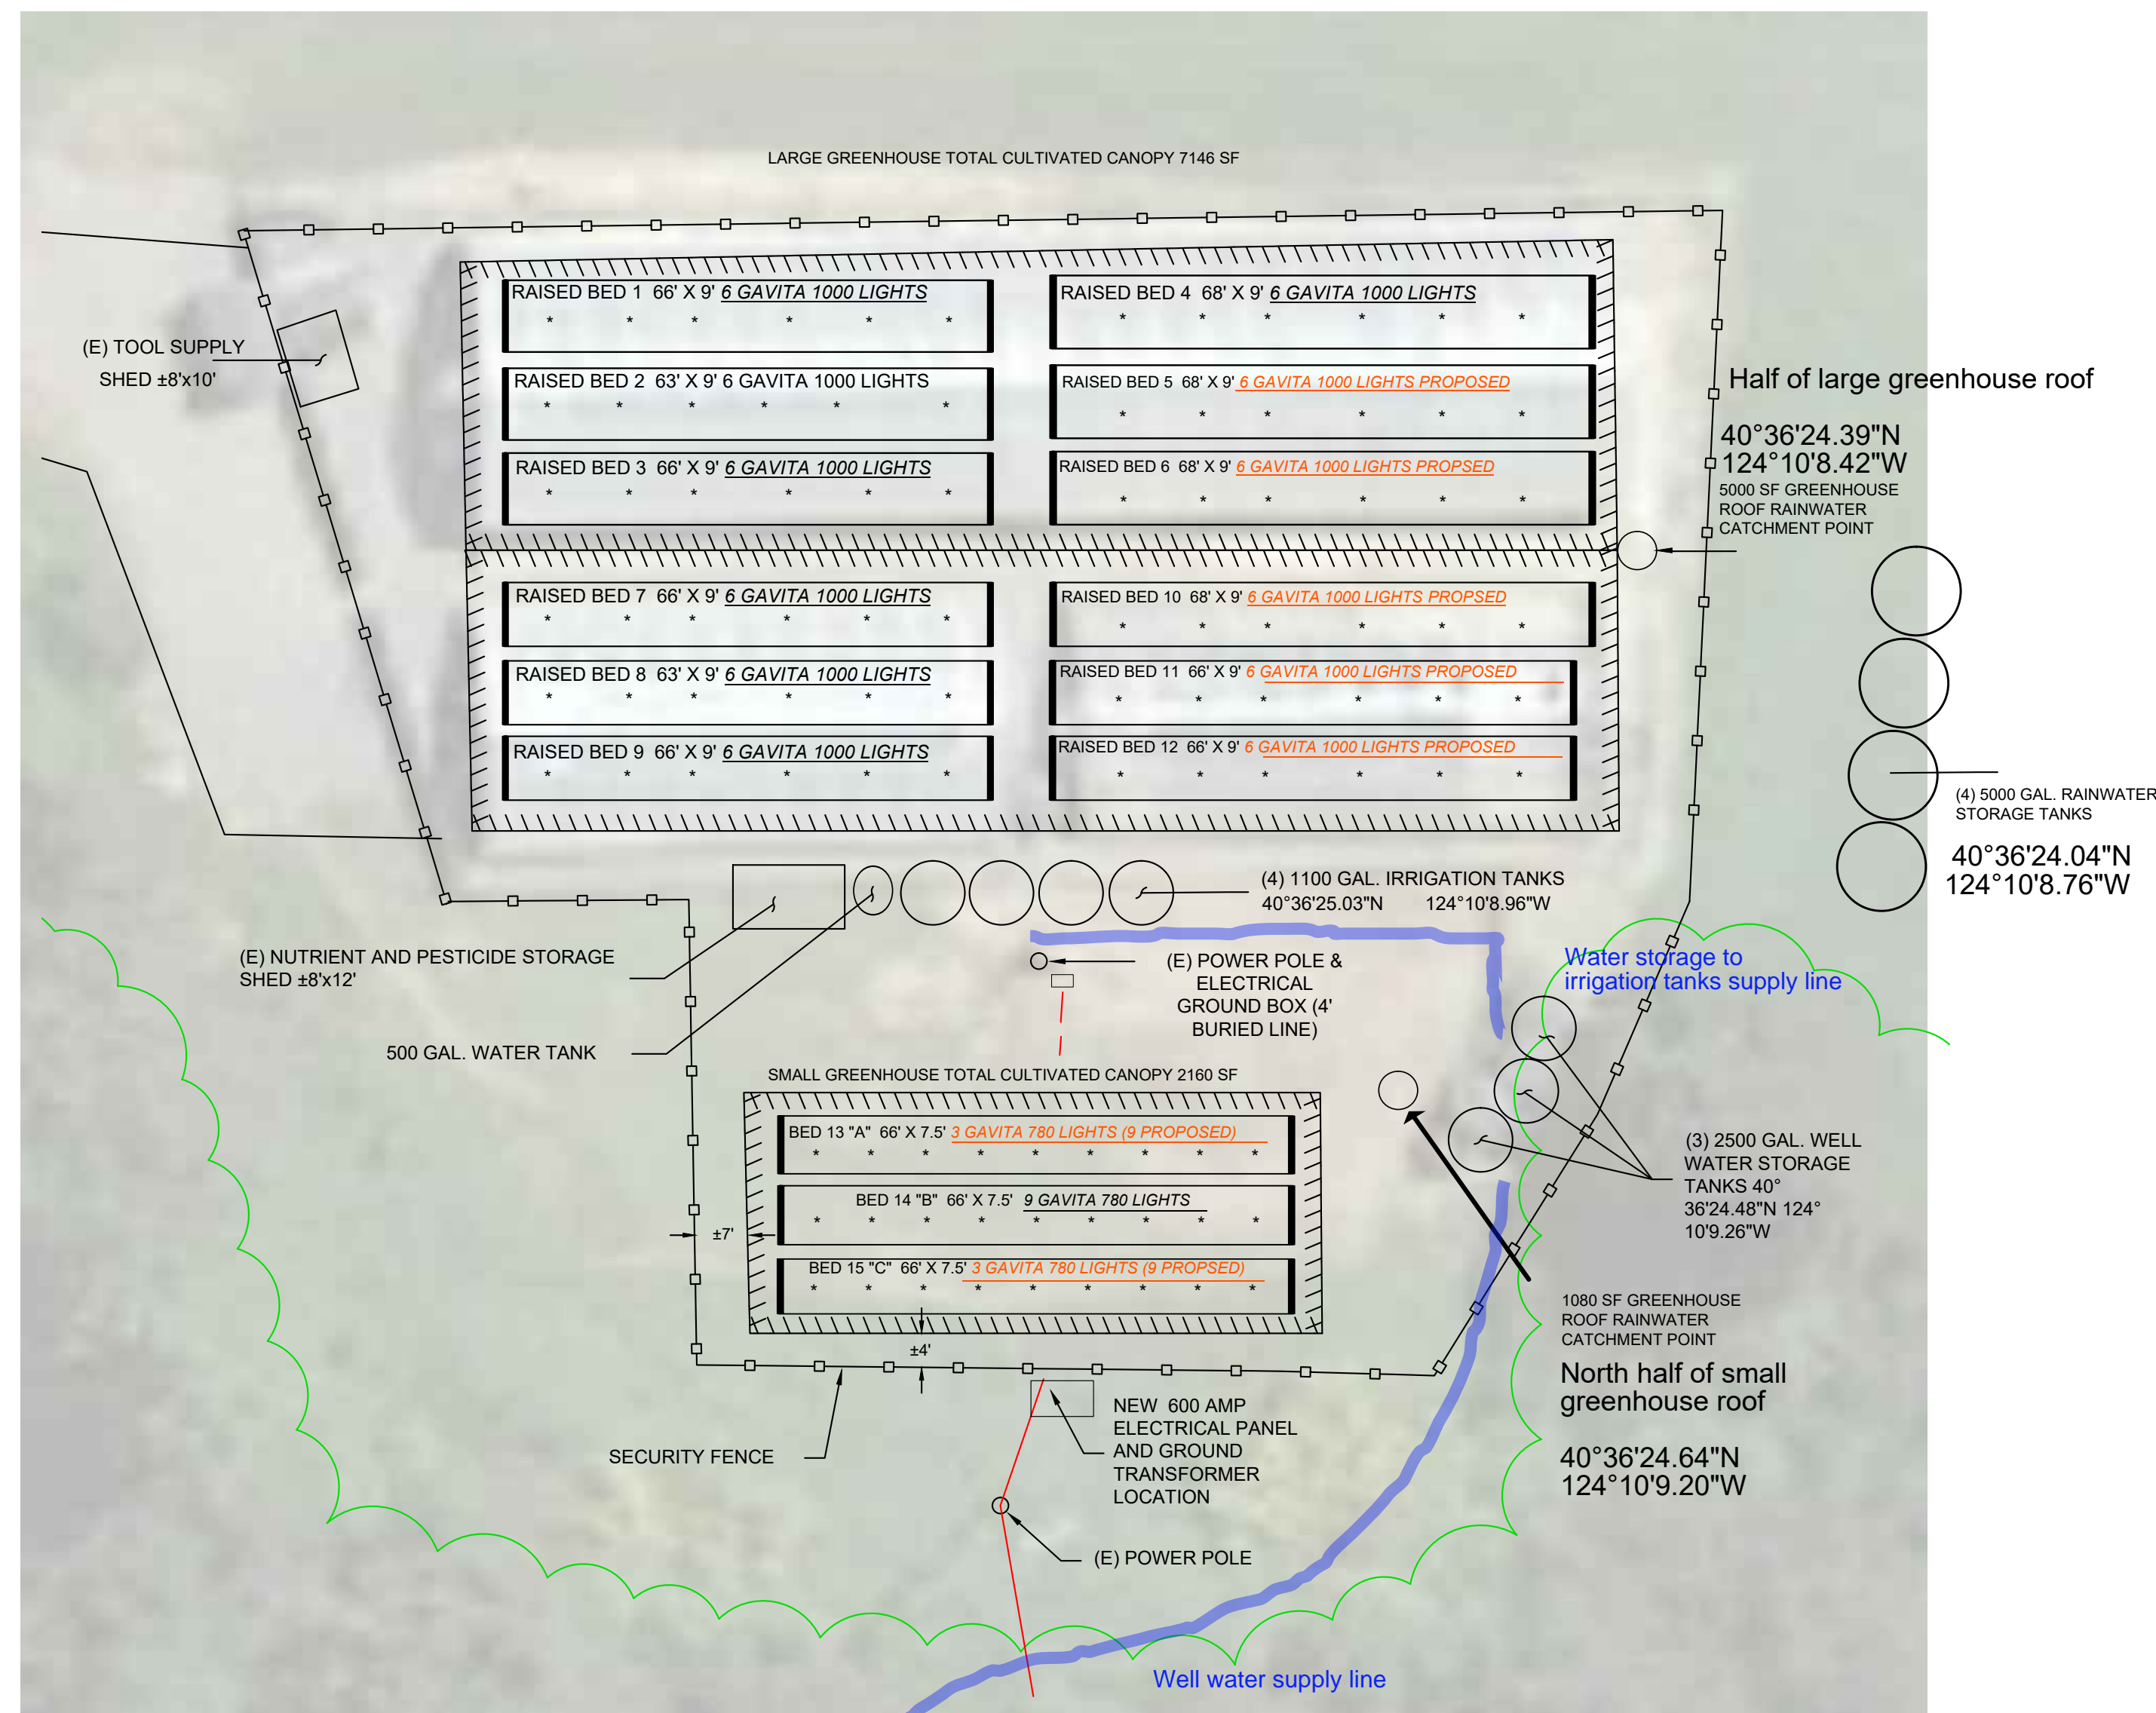 LARGE GREENHOUSE TOTAL CULTIVATED CANOPY 7146 SF
RAISED BED 1 66' X 9' 6 GAVITA 1000 LIGHTS
* * * * * *
RAISED BED 4 68' X 9' 6 GAVITA 1000 LIGHTS
* * * * * *
(E) TOOL SUPPLY
SHED ±8'x10'
RAISED BED 2 63' X 9' 6 GAVITA 1000 LIGHTS
* * * * * *
RAISED BED 5 68' X 9' 6 GAVITA 1000 LIGHTS PROPOSED
* * * * * *
RAISED BED 3 66' X 9' 6 GAVITA 1000 LIGHTS
* * * * * *
RAISED BED 6 68' X 9' 6 GAVITA 1000 LIGHTS PROPSED
* * * * * *
Half of large greenhouse roof
40°36'24.39"N
124°10'8.42"W
5000 SF GREENHOUSE
ROOF RAINWATER
CATCHMENT POINT
RAISED BED 7 66' X 9' 6 GAVITA 1000 LIGHTS
* * * * * *
RAISED BED 10 68' X 9' 6 GAVITA 1000 LIGHTS PROPSED
* * * * * *
RAISED BED 8 63' X 9' 6 GAVITA 1000 LIGHTS
* * * * * *
RAISED BED 11 66' X 9' 6 GAVITA 1000 LIGHTS PROPOSED
* * * * * *
RAISED BED 9 66' X 9' 6 GAVITA 1000 LIGHTS
* * * * * *
RAISED BED 12 66' X 9' 6 GAVITA 1000 LIGHTS PROPOSED
* * * * * *
(4) 5000 GAL. RAINWATER
STORAGE TANKS
40°36'24.04"N
124°10'8.76"W
(4) 1100 GAL. IRRIGATION TANKS
40°36'25.03"N 124°10'8.96"W
(E) NUTRIENT AND PESTICIDE STORAGE
SHED ±8'x12'
500 GAL. WATER TANK
(E) POWER POLE &
ELECTRICAL
GROUND BOX (4'
BURIED LINE)
Water storage to
irrigation tanks supply line
SMALL GREENHOUSE TOTAL CULTIVATED CANOPY 2160 SF
BED 13 "A" 66' X 7.5' 3 GAVITA 780 LIGHTS (9 PROPOSED)
* * * * * * * * *
BED 14 "B" 66' X 7.5' 9 GAVITA 780 LIGHTS
* * * * * * * * *
BED 15 "C" 66' X 7.5' 3 GAVITA 780 LIGHTS (9 PROPSED)
* * * * * * * * *
±7'
±4'
(3) 2500 GAL. WELL
WATER STORAGE
TANKS 40°
36'24.48"N 124°
10'9.26"W
1080 SF GREENHOUSE
ROOF RAINWATER
CATCHMENT POINT
North half of small
greenhouse roof
40°36'24.64"N
124°10'9.20"W
SECURITY FENCE
NEW 600 AMP
ELECTRICAL PANEL
AND GROUND
TRANSFORMER
LOCATION
(E) POWER POLE
Well water supply line